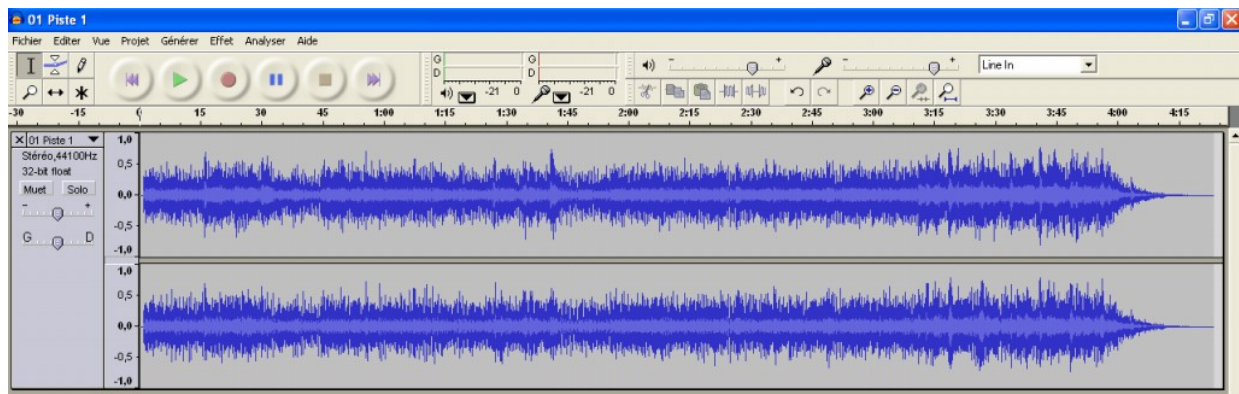 01 Piste 1
Fichier Editer Vue Projet Générer Effet Analyser Aide
G
D
-21 0
G
D
-21 0
- +
- +
Line In
-30 -15 0 15 30 45 1:00 1:15 1:30 1:45 2:00 2:15 2:30 2:45 3:00 3:15 3:30 3:45 4:00 4:15
01 Piste 1
Stéréo,44100Hz
32-bit float
Muet Solo
- +
G D
1,0
0,5
0,0
-0,5
-1,0
1,0
0,5
0,0
-0,5
-1,0